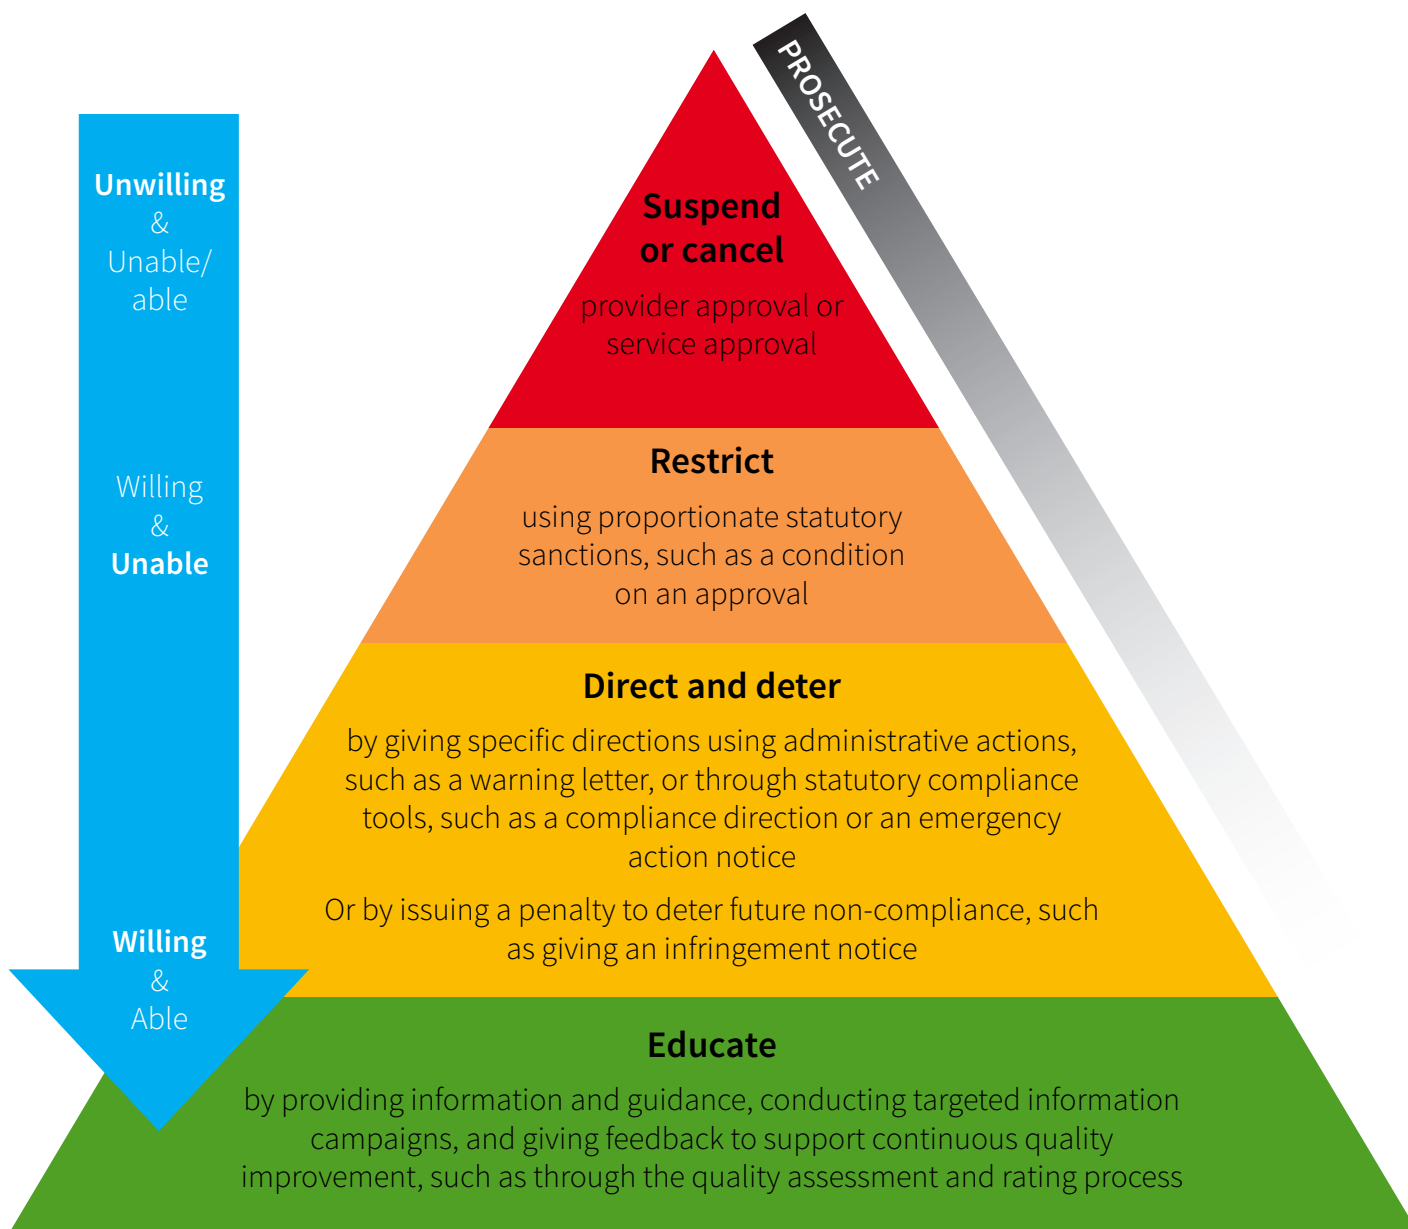 PROSECUTE
Unwilling
&
Unable/
able
Willing
&
Unable
Willing
&
Able
Suspend
or cancel
provider approval or
service approval
Restrict
using proportionate statutory
sanctions, such as a condition
on an approval
Direct and deter
by giving specific directions using administrative actions,
such as a warning letter, or through statutory compliance
tools, such as a compliance direction or an emergency
action notice
Or by issuing a penalty to deter future non-compliance, such
as giving an infringement notice
Educate
by providing information and guidance, conducting targeted information
campaigns, and giving feedback to support continuous quality
improvement, such as through the quality assessment and rating process